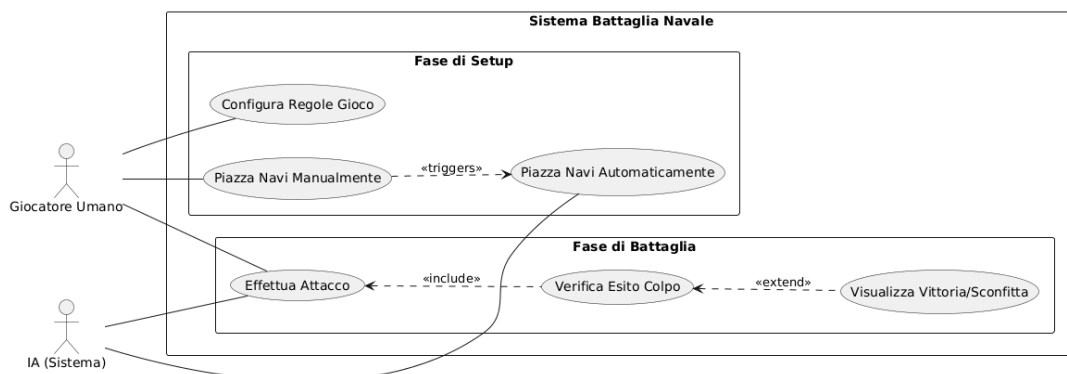 Sistema Battaglia Navale
Fase di Setup
Configura Regole Gioco
Piazza Navi Manualmente
«triggers»
Piazza Navi Automaticamente
Giocatore Umano
Fase di Battaglia
Effettua Attacco
«include»
Verifica Esito Colpo
«extend»
Visualizza Vittoria/Sconfitta
IA (Sistema)